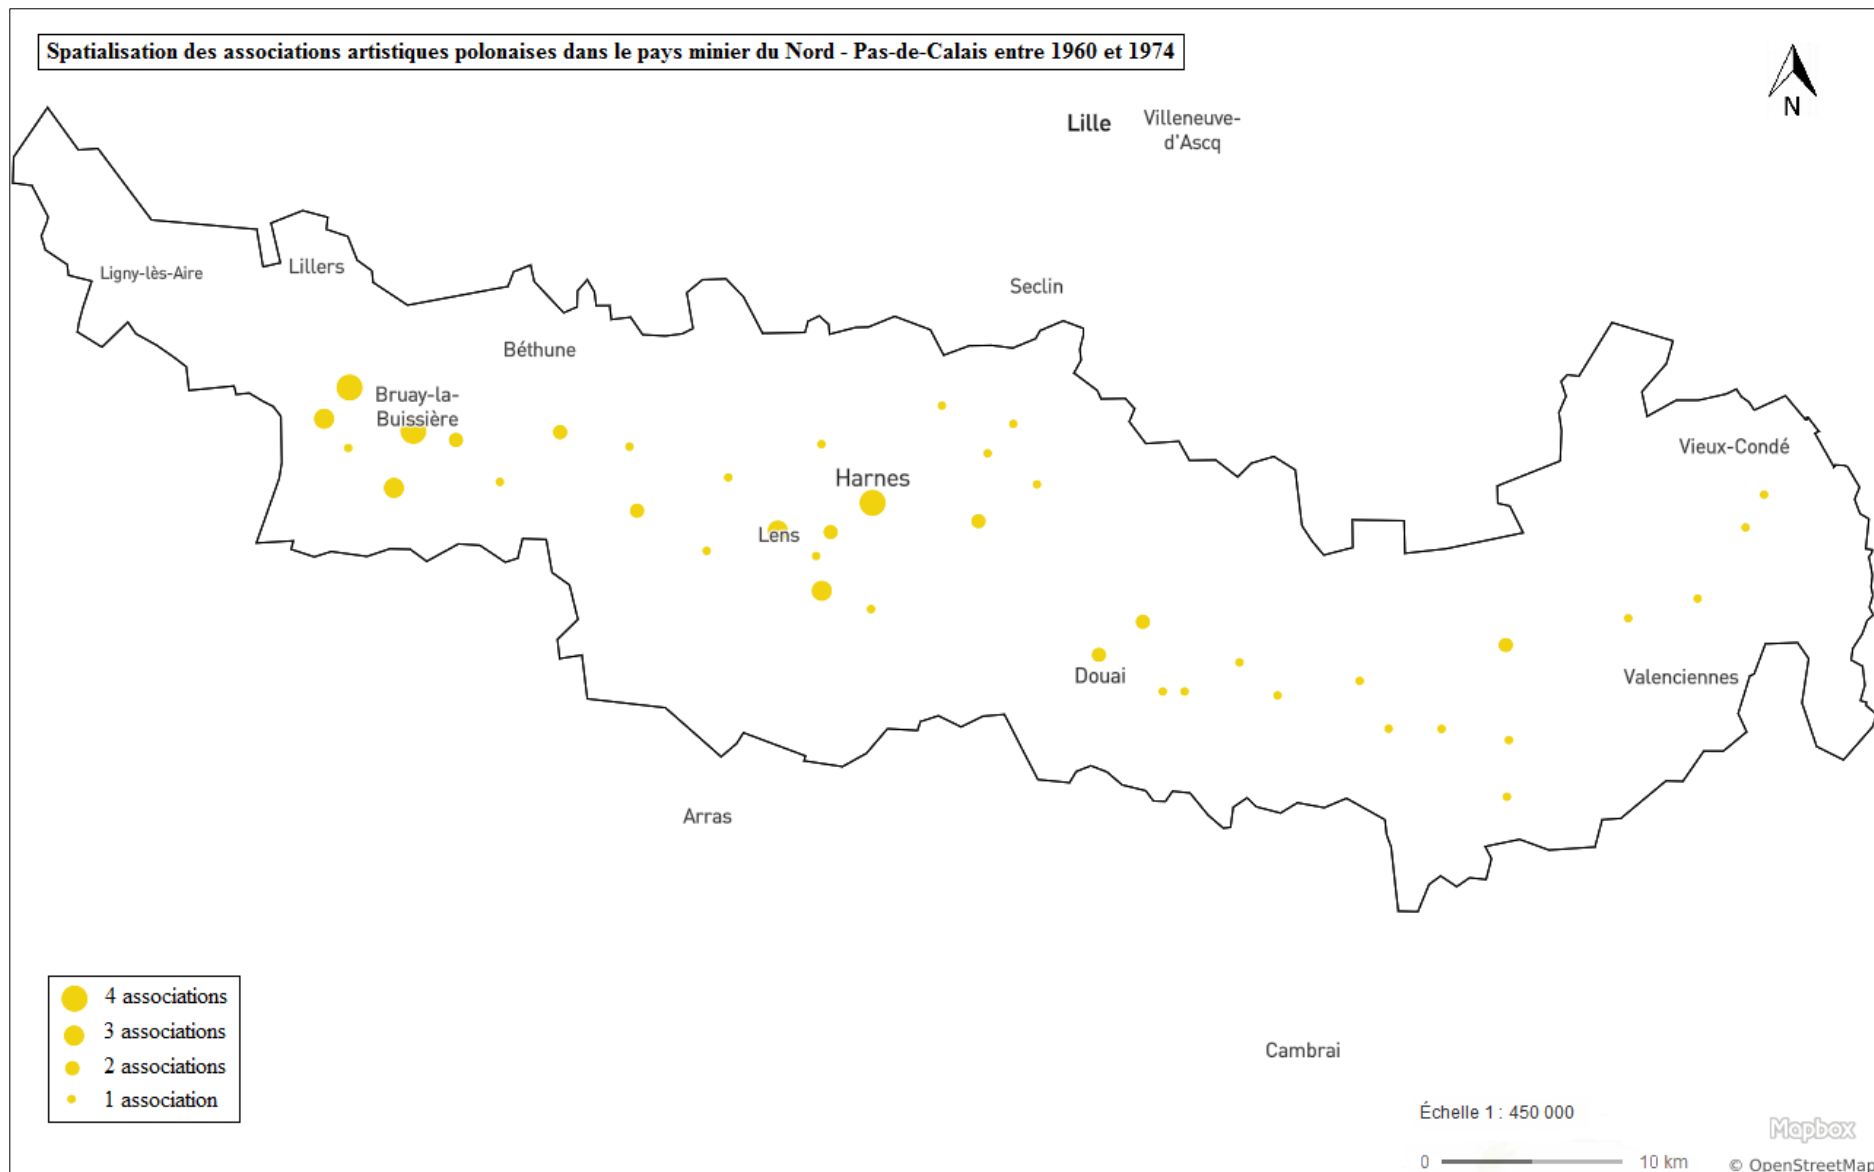 Spatialisation des associations artistiques polonaises dans le pays minier du Nord - Pas-de-Calais entre 1960 et 1974
N
Lille
Villeneuve-
d'Ascq
Ligny-lès-Aire
Lillers
Seclin
Béthune
Bruay-la-
Buissière
Vieux-Condé
Harnes
Lens
Douai
Valenciennes
Arras
4 associations
3 associations
2 associations
1 association
Cambrai
Échelle 1 : 450 000
0 10 km
Mapbox
© OpenStreetMap